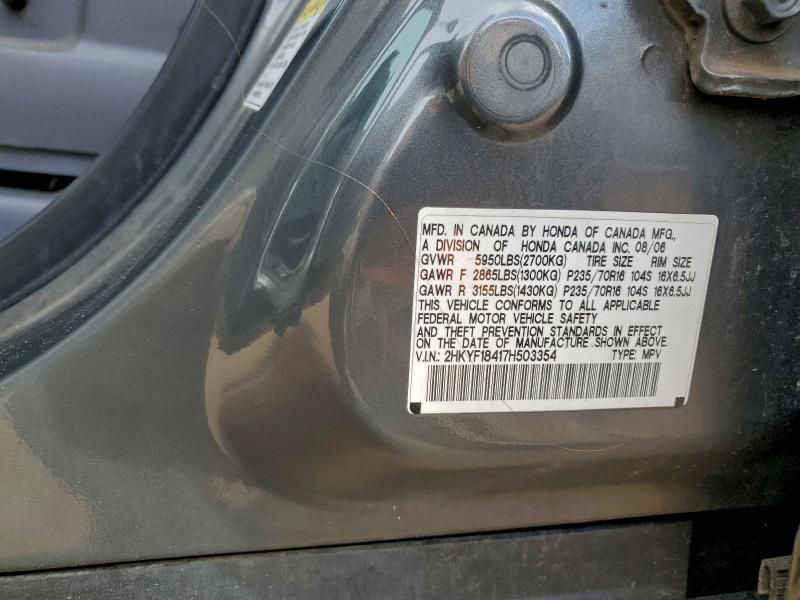 MFD. IN CANADA BY HONDA OF CANADA MFG.,
A DIVISION OF HONDA CANADA INC. 08/06
GVWR 5950LBS(2700KG) TIRE SIZE RIM SIZE
GAWR F 2865LBS(1300KG) P235/70R16 104S 16X6.5JJ
GAWR R 3155LBS(1430KG) P235/70R16 104S 16X6.5JJ
THIS VEHICLE CONFORMS TO ALL APPLICABLE
FEDERAL MOTOR VEHICLE SAFETY
AND THEFT PREVENTION STANDARDS IN EFFECT
ON THE DATE OF MANUFACTURE SHOWN ABOVE.
V.I.N.: 2HKYF18417H503354 TYPE: MPV